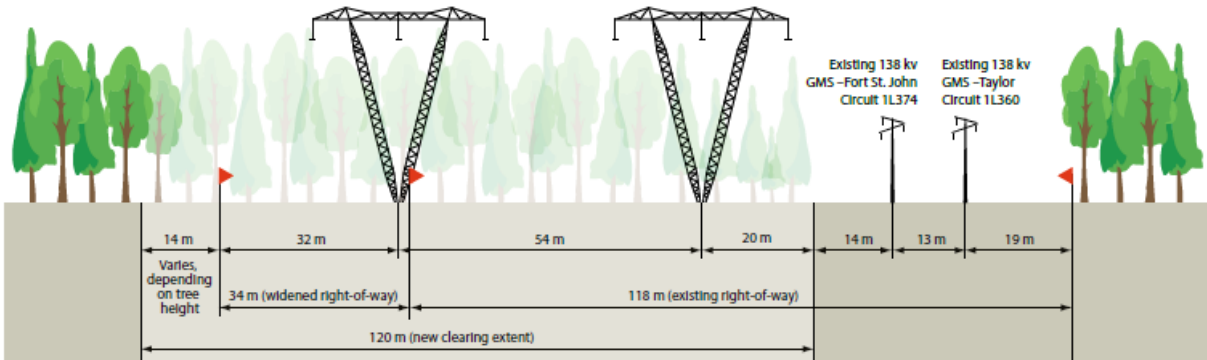 Existing 138 kv
GMS –Fort St. John
Circuit 1L374
Existing 138 kv
GMS –Taylor
Circuit 1L360
14 m
32 m
54 m
20 m
14 m
13 m
19 m
Varies,
depending
on tree
height
34 m (widened right-of-way)
118 m (existing right-of-way)
120 m (new clearing extent)